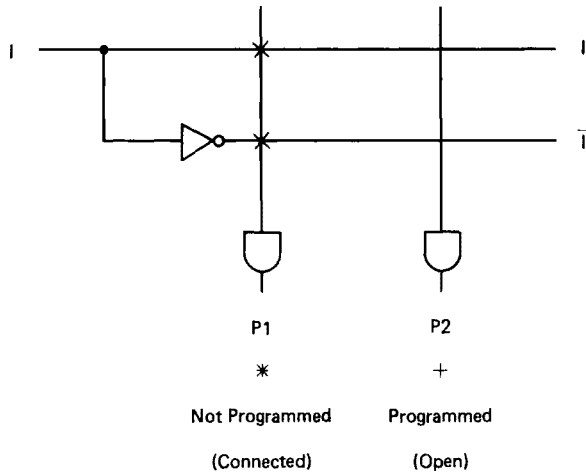 I
I
Ī
P1 P2
* +
Not Programmed Programmed
(Connected) (Open)